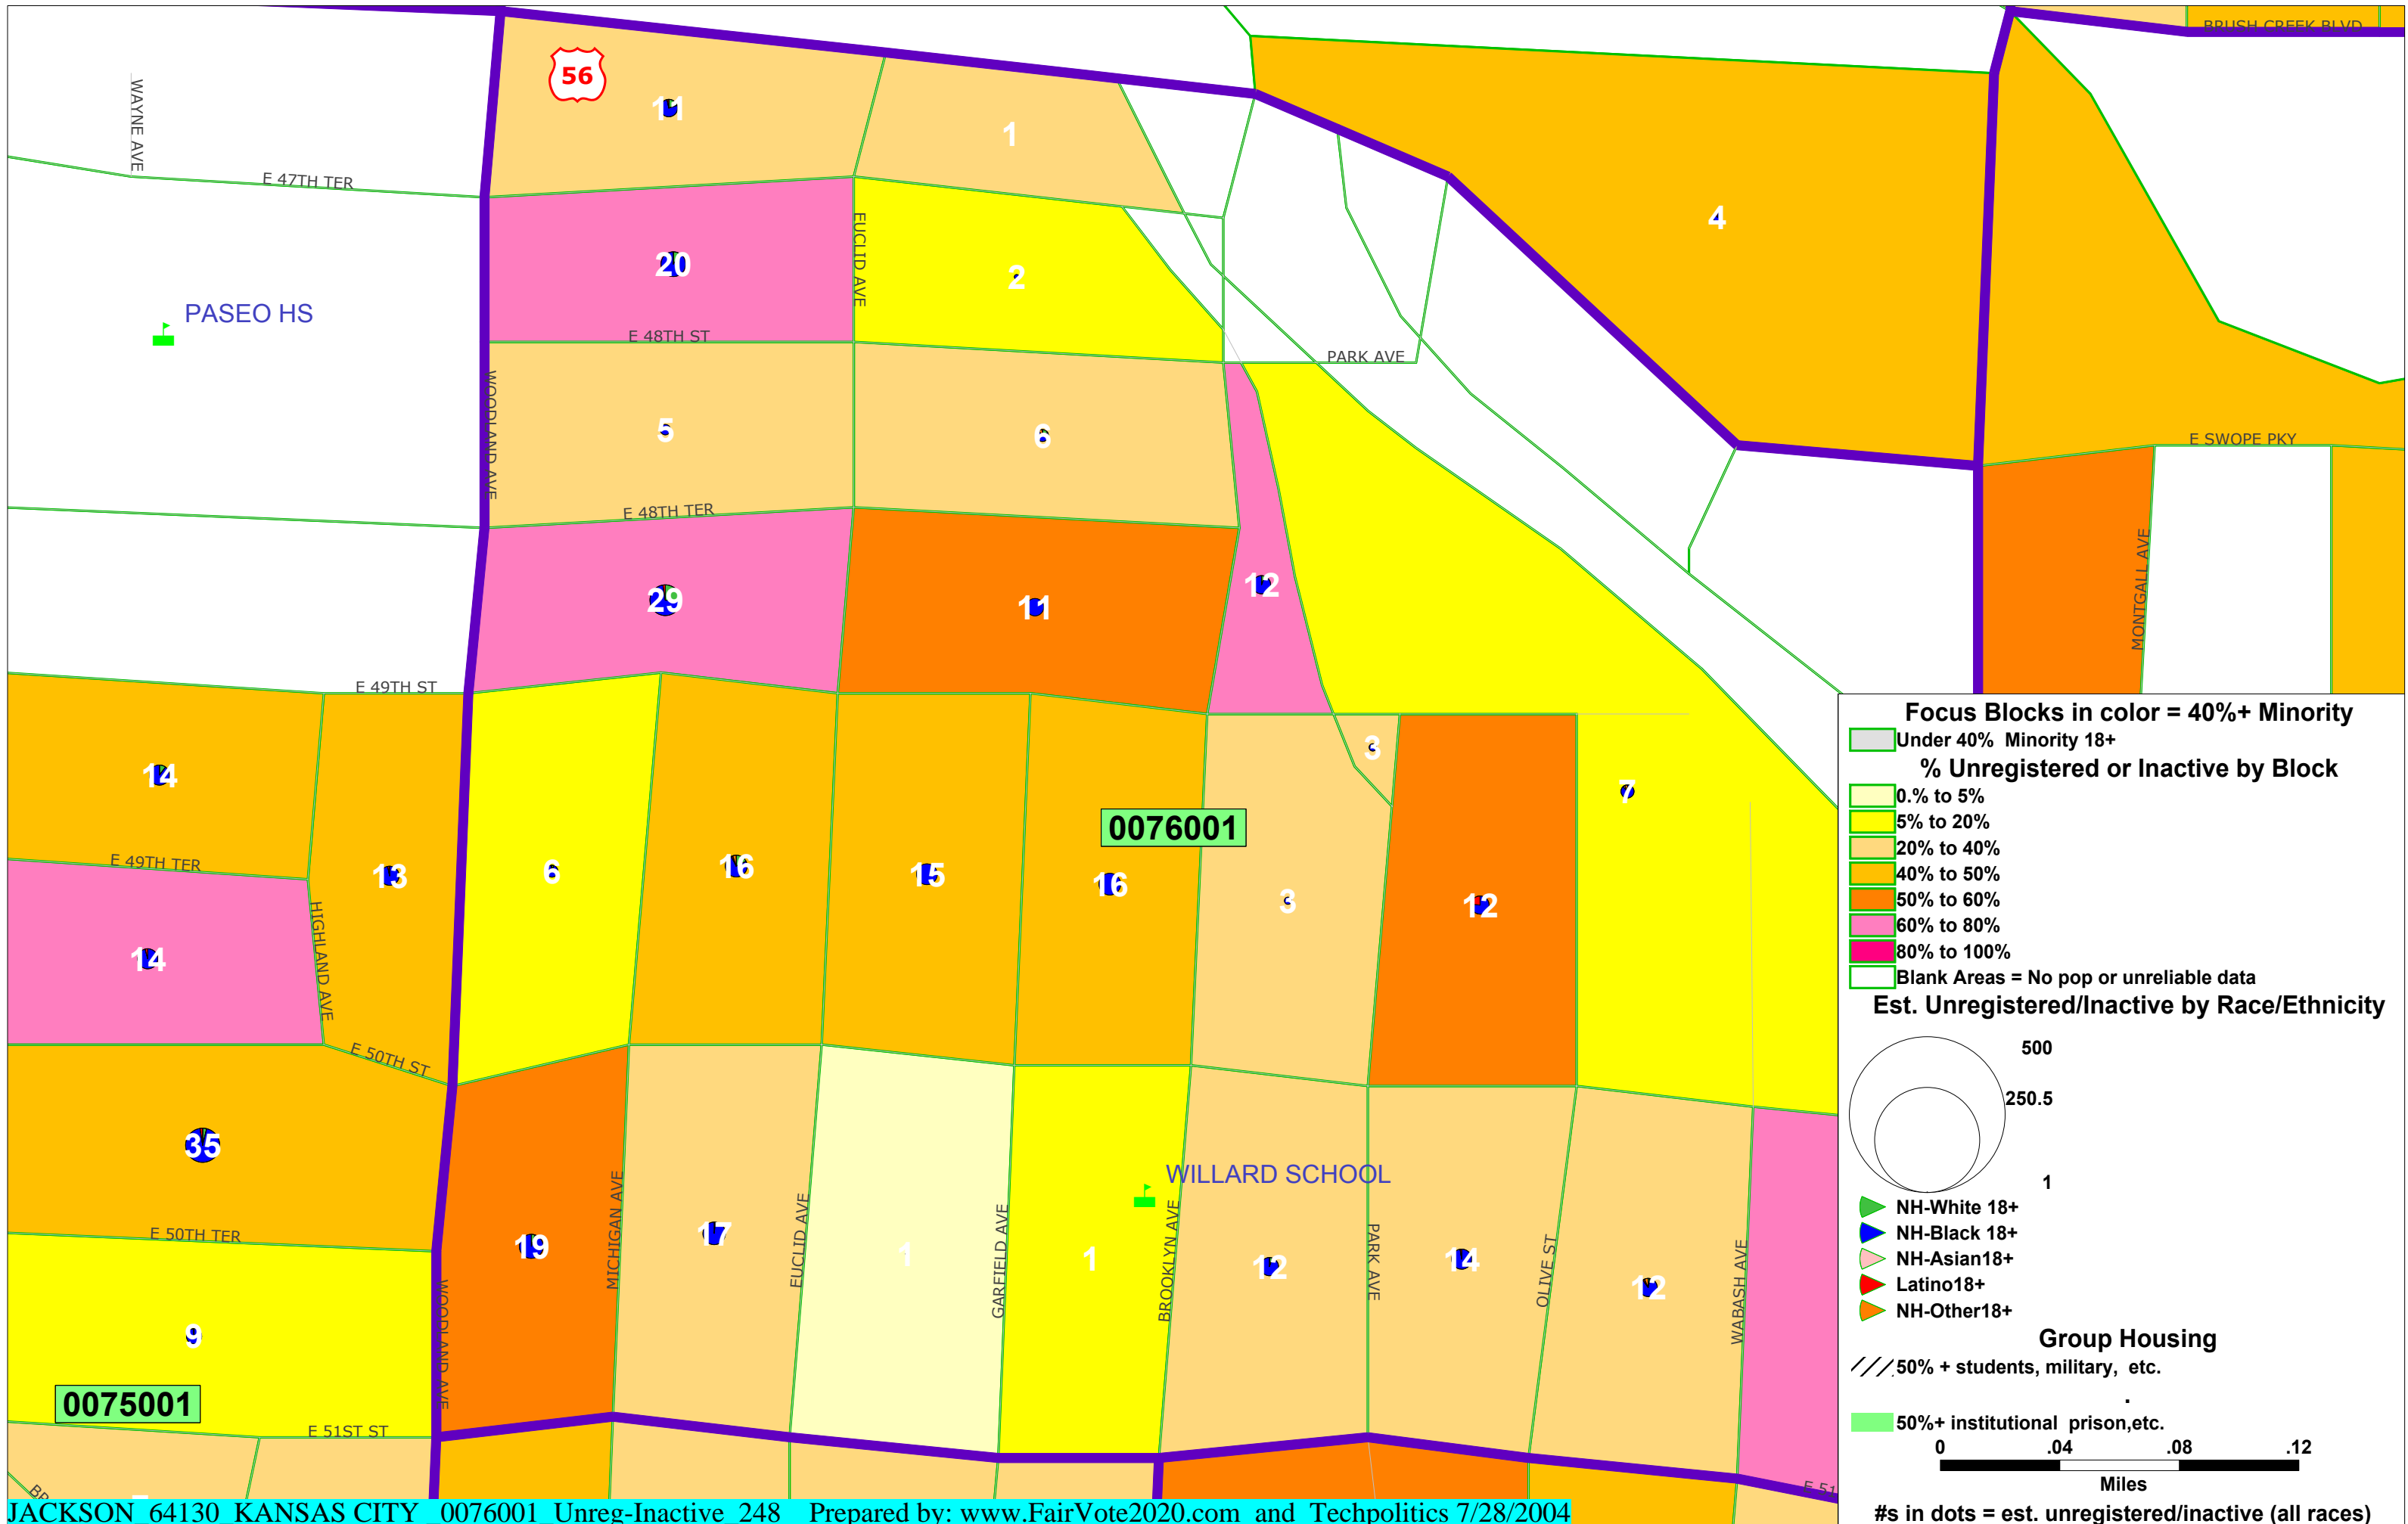 BRUSH CREEK BLVD
56
WAYNE AVE
11
1
E 47TH TER
4
20
EUCLID AVE
2
PASEO HS
E 48TH ST
PARK AVE
WOODLAND AVE
5
6
E SWOPE PKY
E 48TH TER
MONTGALL AVE
29
11
12
E 49TH ST
3
14
7
0076001
E 49TH TER
13
6
16
15
16
3
12
HIGHLAND AVE
14
E 50TH ST
35
WILLARD SCHOOL
E 50TH TER
19
MICHIGAN AVE
17
EUCLID AVE
1
GARFIELD AVE
1
BROOKLYN AVE
12
PARK AVE
14
OLIVE ST
12
WABASH AVE
WOODLAND AVE
9
0075001
E 51ST ST
BR
E 51
Focus Blocks in color = 40%+ Minority
Under 40% Minority 18+
% Unregistered or Inactive by Block
0.% to 5%
5% to 20%
20% to 40%
40% to 50%
50% to 60%
60% to 80%
80% to 100%
Blank Areas = No pop or unreliable data
Est. Unregistered/Inactive by Race/Ethnicity
500
250.5
1
NH-White 18+
NH-Black 18+
NH-Asian18+
Latino18+
NH-Other18+
Group Housing
50% + students, military, etc.
.
50%+ institutional prison,etc.
0 .04 .08 .12
Miles
#s in dots = est. unregistered/inactive (all races)
JACKSON_64130_KANSAS CITY_0076001_Unreg-Inactive_248 Prepared by: www.FairVote2020.com and Techpolitics 7/28/2004